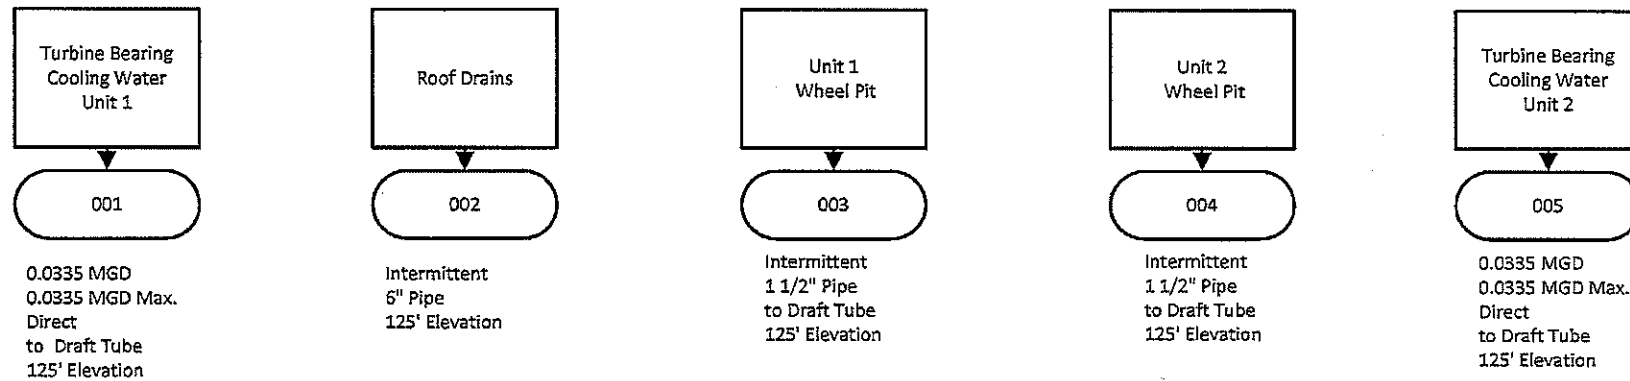 Turbine Bearing
Cooling Water
Unit 1
001
0.0335 MGD
0.0335 MGD Max.
Direct
to Draft Tube
125' Elevation
Roof Drains
002
Intermittent
6" Pipe
125' Elevation
Unit 1
Wheel Pit
003
Intermittent
1 1/2" Pipe
to Draft Tube
125' Elevation
Unit 2
Wheel Pit
004
Intermittent
1 1/2" Pipe
to Draft Tube
125' Elevation
Turbine Bearing
Cooling Water
Unit 2
005
0.0335 MGD
0.0335 MGD Max.
Direct
to Draft Tube
125' Elevation